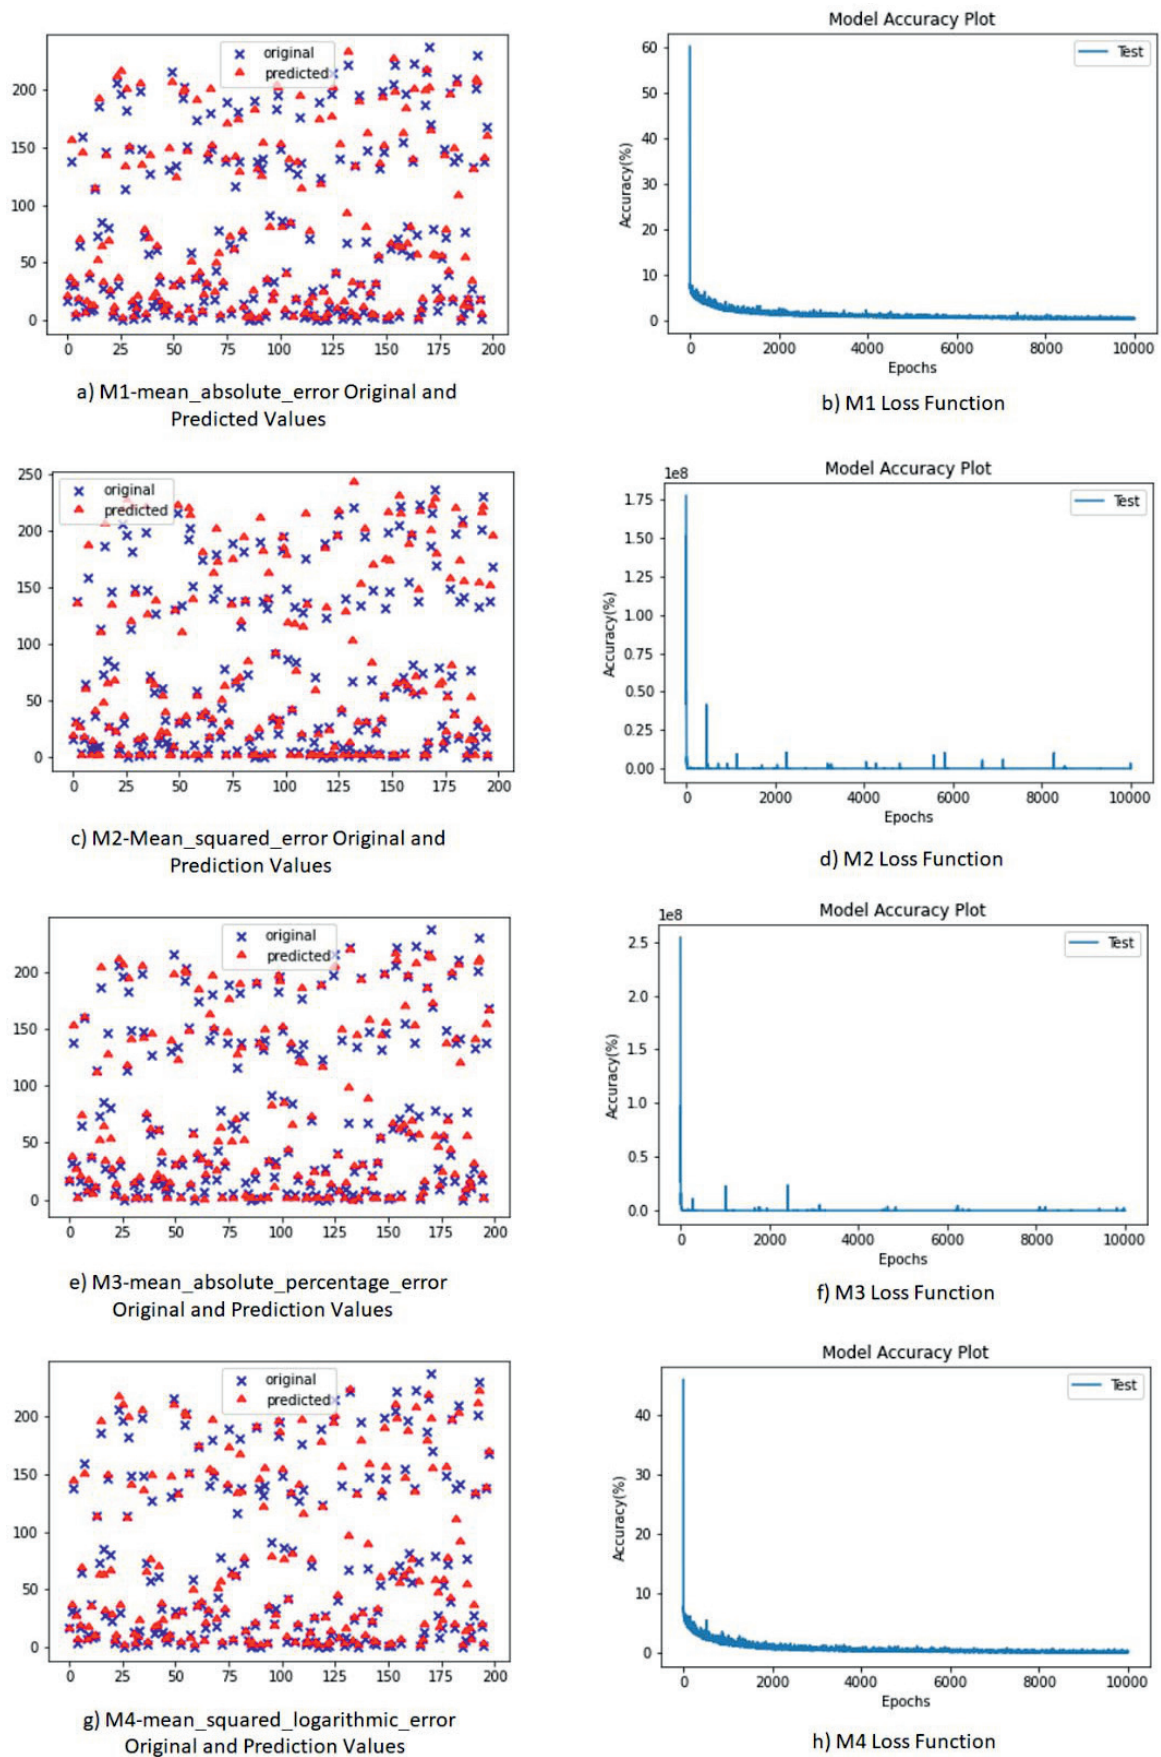 original
predicted
200
150
100
50
0
0 25 50 75 100 125 150 175 200
a) M1-mean_absolute_error Original and
Predicted Values
Model Accuracy Plot
Test
60
50
40
30
20
10
0
Accuracy(%)
0 2000 4000 6000 8000 10000
Epochs
b) M1 Loss Function
original
predicted
250
200
150
100
50
0
0 25 50 75 100 125 150 175 200
c) M2-Mean_squared_error Original and
Prediction Values
1e8
Model Accuracy Plot
Test
1.75
1.50
1.25
1.00
0.75
0.50
0.25
0.00
Accuracy(%)
0 2000 4000 6000 8000 10000
Epochs
d) M2 Loss Function
original
predicted
200
150
100
50
0
0 25 50 75 100 125 150 175 200
e) M3-mean_absolute_percentage_error
Original and Prediction Values
1e8
Model Accuracy Plot
Test
2.5
2.0
1.5
1.0
0.5
0.0
Accuracy(%)
0 2000 4000 6000 8000 10000
Epochs
f) M3 Loss Function
original
predicted
200
150
100
50
0
0 25 50 75 100 125 150 175 200
g) M4-mean_squared_logarithmic_error
Original and Prediction Values
Model Accuracy Plot
Test
40
30
20
10
0
Accuracy(%)
0 2000 4000 6000 8000 10000
Epochs
h) M4 Loss Function